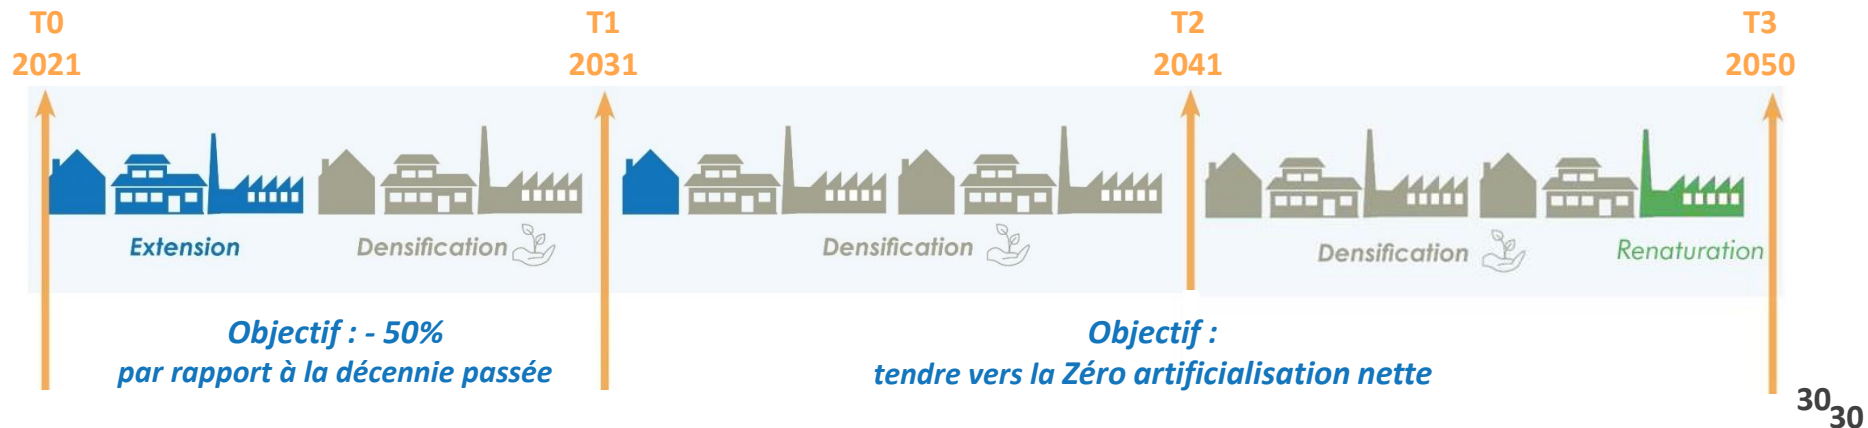 T0
2021
T1
2031
T2
2041
T3
2050
Extension
Densification
Densification
Densification
Renaturation
Objectif : - 50%
par rapport à la décennie passée
Objectif :
tendre vers la Zéro artificialisation nette
30
30